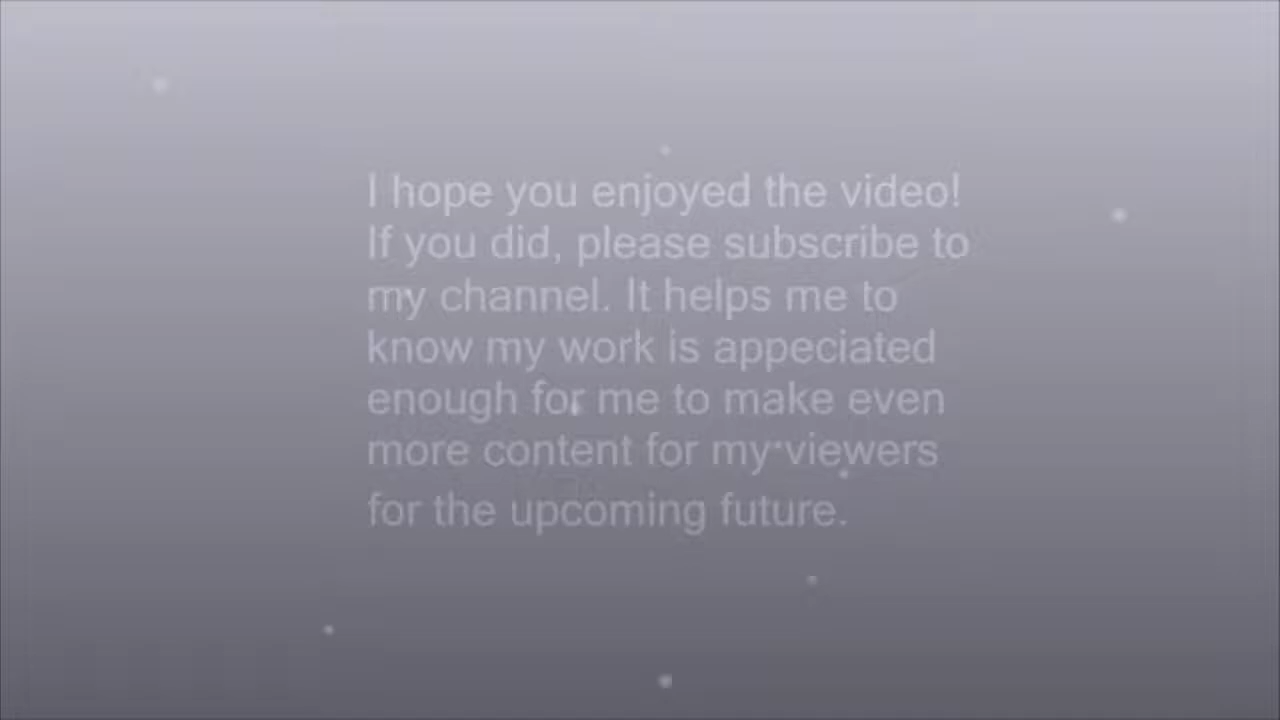 I hope you enjoyed the video!
If you did, please subscribe to
my channel. It helps me to
know my work is appeciated
enough for me to make even
more content for my viewers
for the upcoming future.